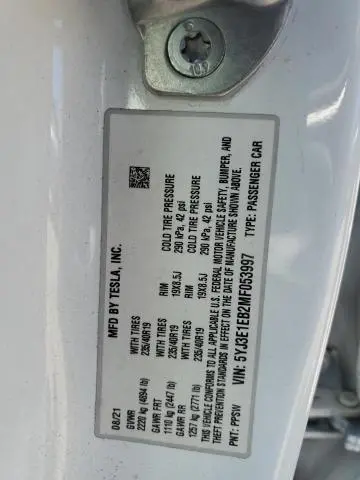 MFD BY TESLA, INC.
08/21
GVWR WITH TIRES RIM COLD TIRE PRESSURE
2220 kg (4894 lb) 235/40R19 19X8.5J 290 kPa, 42 psi
GAWR FRT WITH TIRES RIM COLD TIRE PRESSURE
1110 kg (2447 lb) 235/40R19 19X8.5J 290 kPa, 42 psi
GAWR RR
1257 kg (2771 lb) 235/40R19
THIS VEHICLE CONFORMS TO ALL APPLICABLE U.S. FEDERAL MOTOR VEHICLE SAFETY, BUMPER, AND
THEFT PREVENTION STANDARDS IN EFFECT ON THE DATE OF MANUFACTURE SHOWN ABOVE.
VIN: 5YJ3E1EB2MF053997
PNT: PPSW TYPE: PASSENGER CAR